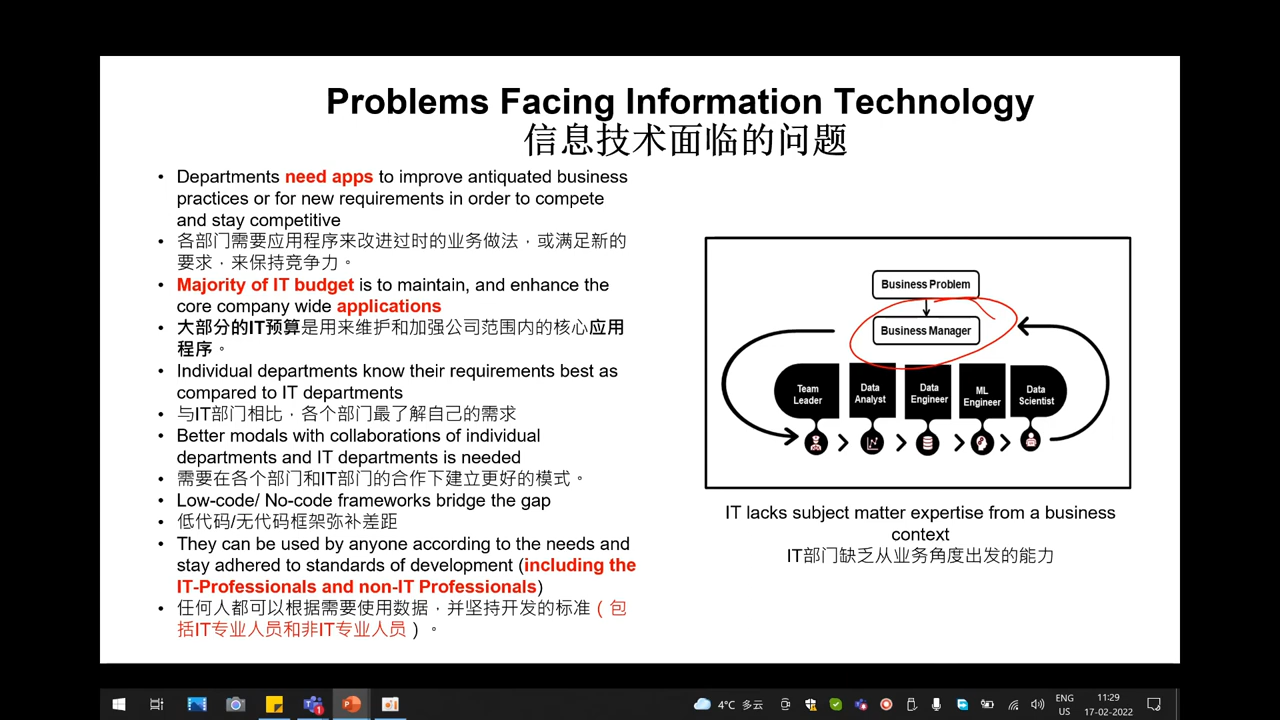 Problems Facing Information Technology
信息技术面临的问题
• Departments need apps to improve antiquated business
practices or for new requirements in order to compete
and stay competitive
• 各部门需要应用程序来改进过时的业务做法，或满足新的
要求，来保持竞争力。
• Majority of IT budget is to maintain, and enhance the
core company wide applications
• 大部分的IT预算是用来维护和加强公司范围内的核心应用
程序。
• Individual departments know their requirements best as
compared to IT departments
• 与IT部门相比，各个部门最了解自己的需求
• Better modals with collaborations of individual
departments and IT departments is needed
• 需要在各个部门和IT部门的合作下建立更好的模式。
• Low-code/ No-code frameworks bridge the gap
• 低代码/无代码框架弥补差距
• They can be used by anyone according to the needs and
stay adhered to standards of development (including the
IT-Professionals and non-IT Professionals)
• 任何人都可以根据需要使用数据，并坚持开发的标准（包
括IT专业人员和非IT专业人员）。
Business Problem
Business Manager
Team
Leader
Data
Analyst
Data
Engineer
ML
Engineer
Data
Scientist
IT lacks subject matter expertise from a business
context
IT部门缺乏从业务角度出发的能力
1
4°C 多云
ENG
US
11:29
17-02-2022